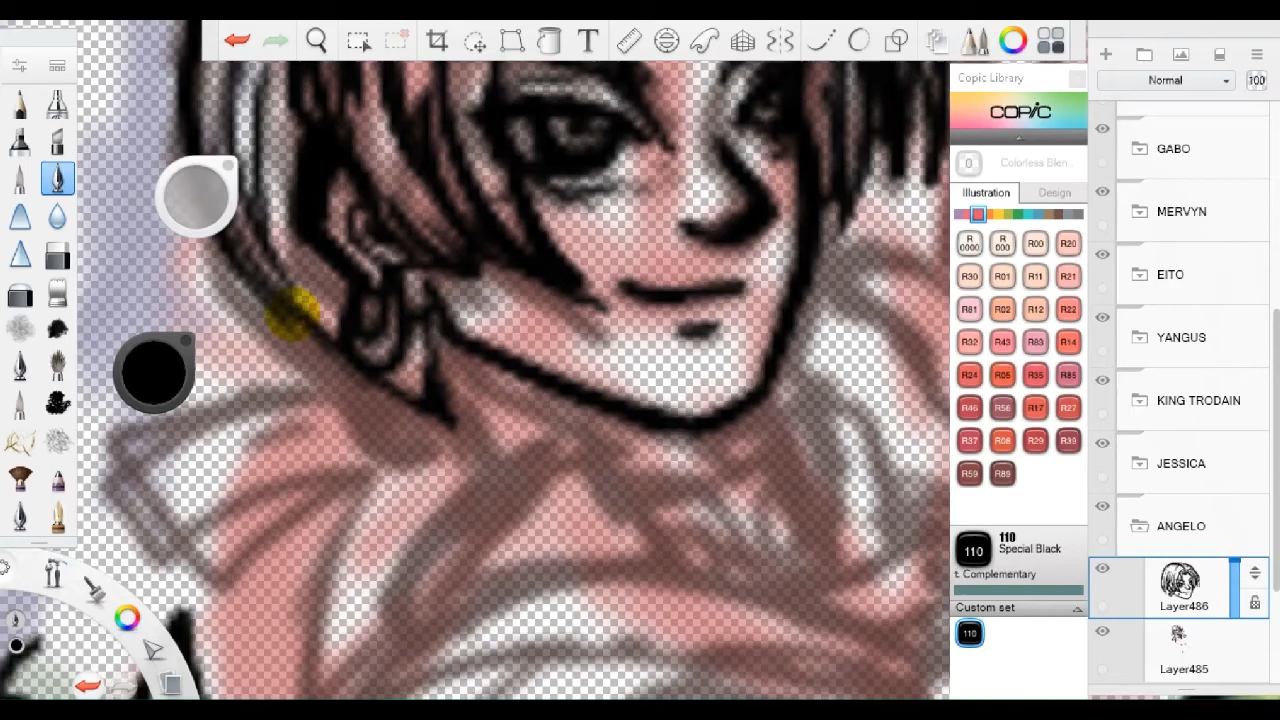 T
Copic Library
COPIC
0 Colorless Blen...
Illustration Design
R0000 R000 R00 R20
R30 R01 R11 R21
R81 R02 R12 R22
R32 R43 R83 R14
R24 R05 R35 R85
R46 R56 R17 R27
R37 R08 R29 R39
R59 R89
110
110
Special Black
t. Complementary
Custom set
110
Normal 100
GABO
MERVYN
EITO
YANGUS
KING TRODAIN
JESSICA
ANGELO
Layer486
Layer485